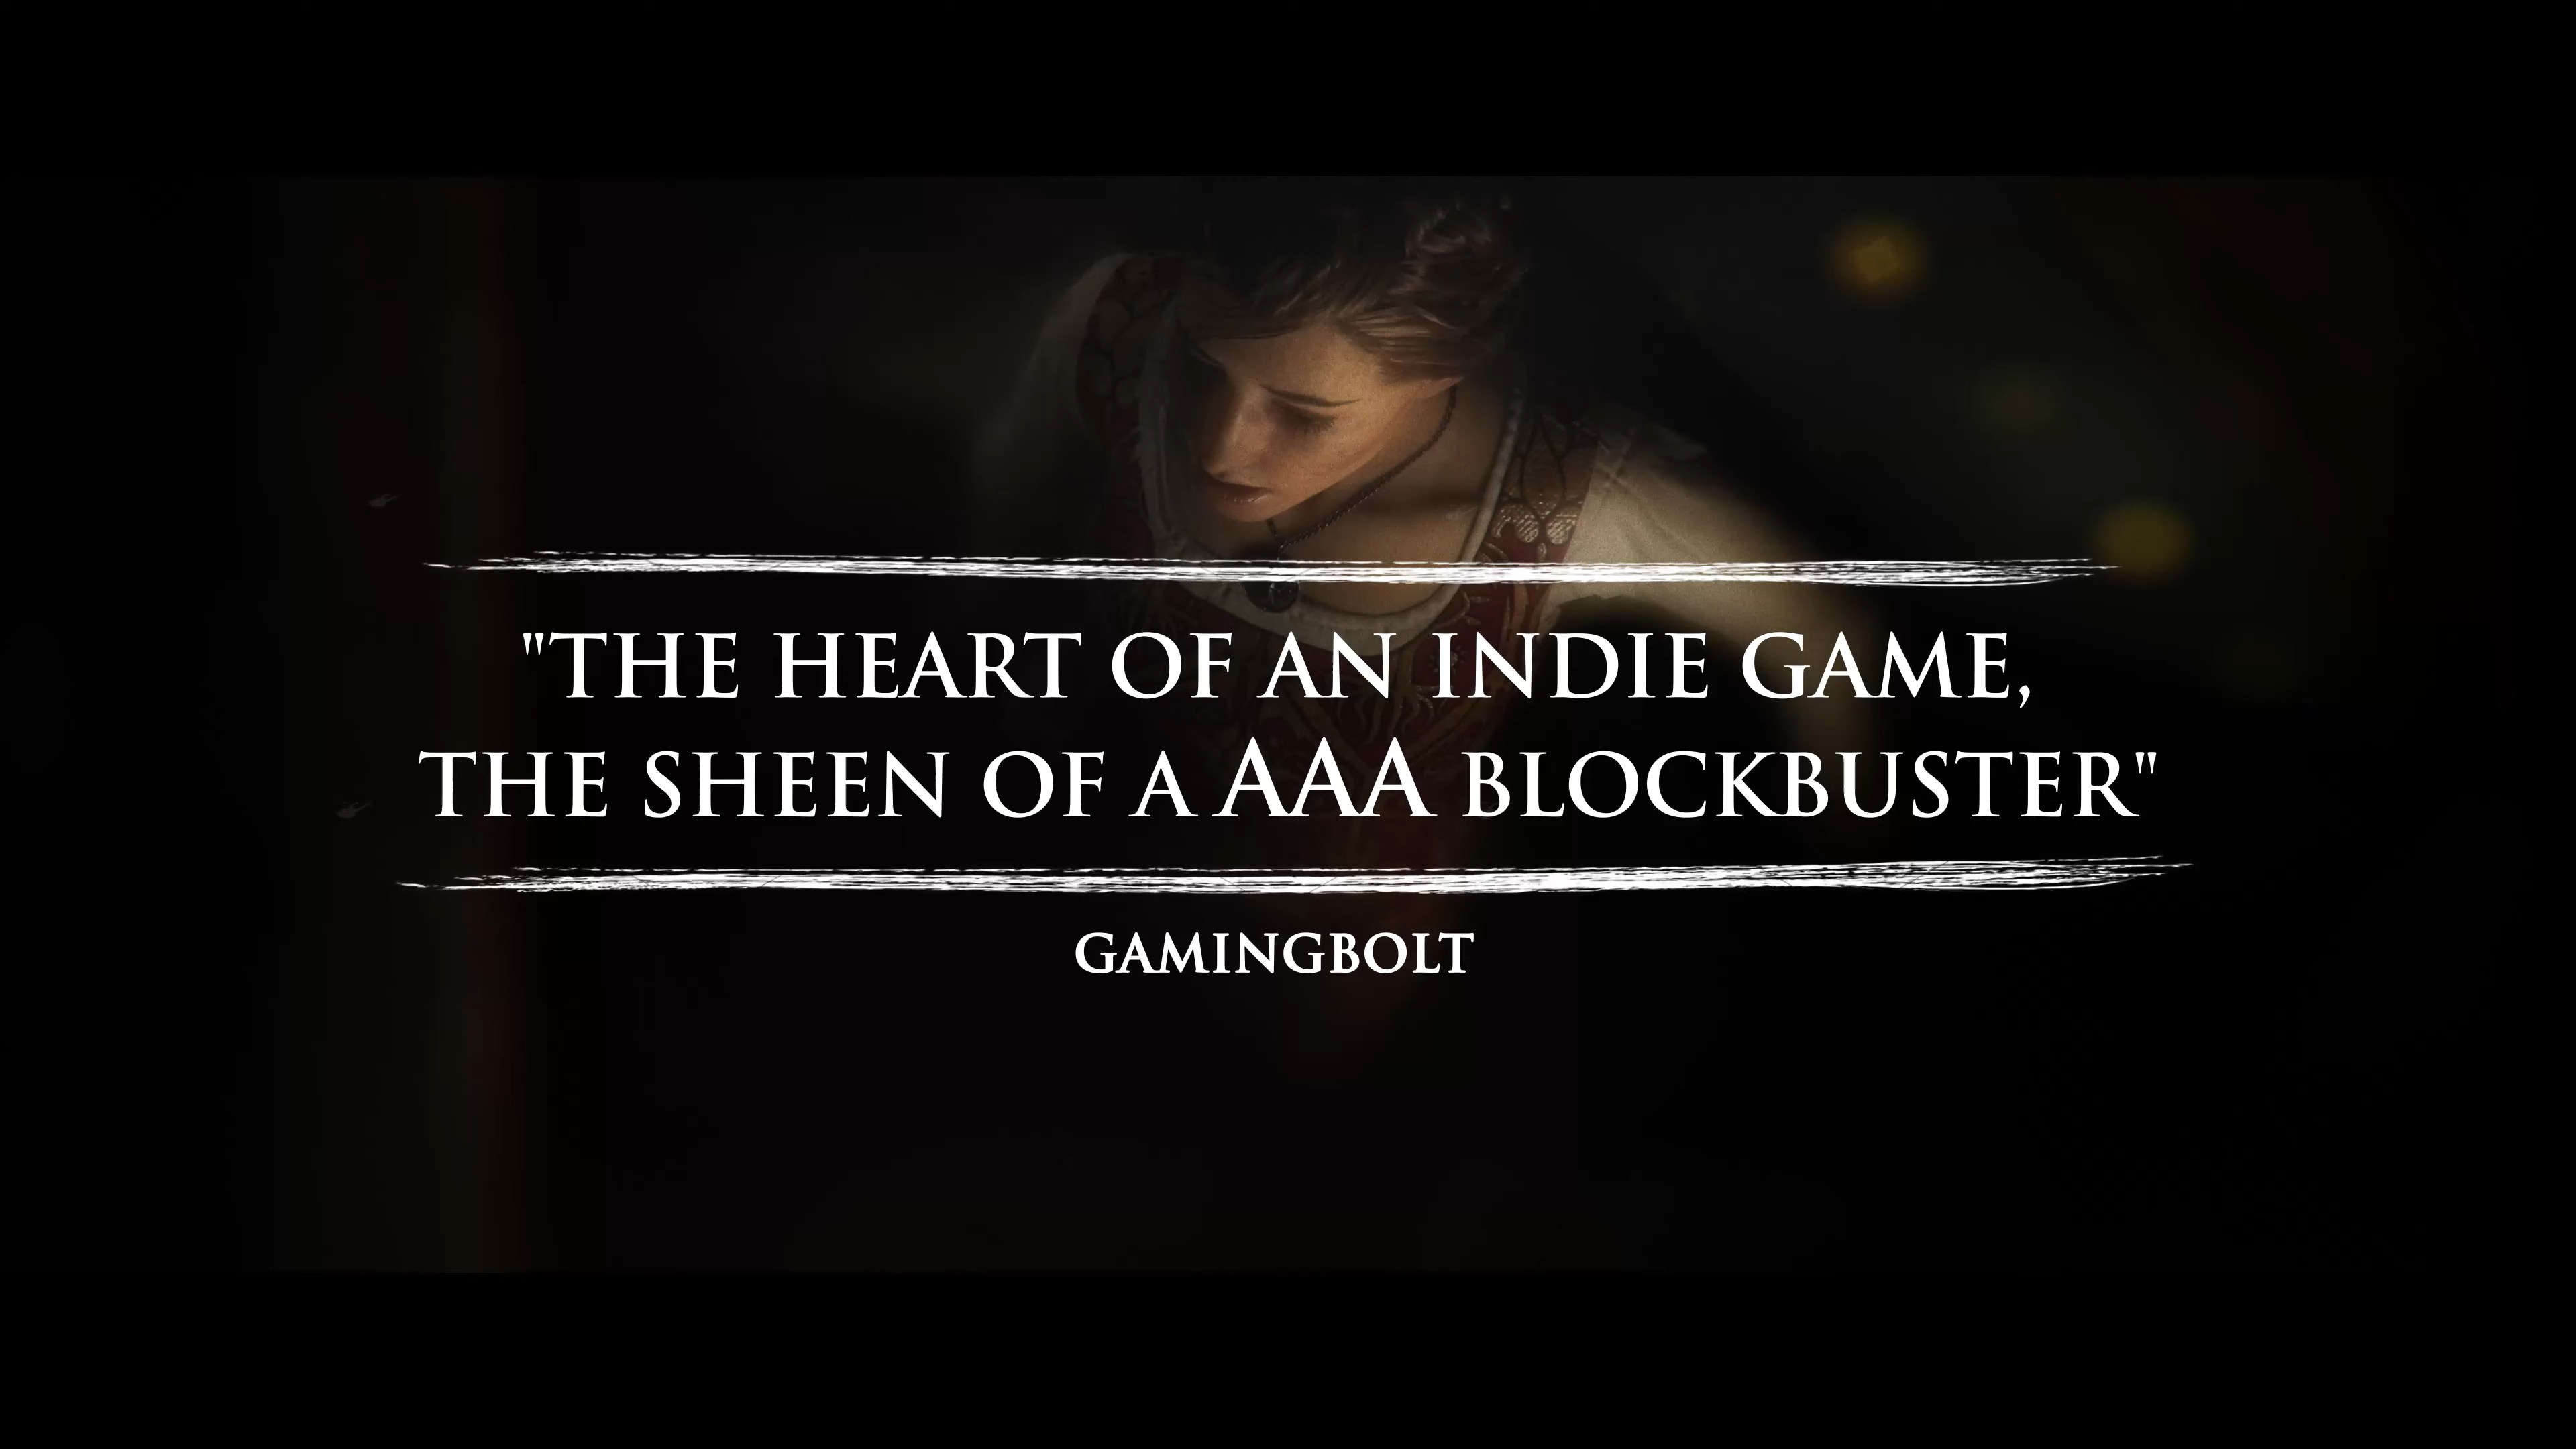 "THE HEART OF AN INDIE GAME,
THE SHEEN OF A AAA BLOCKBUSTER"
GAMINGBOLT